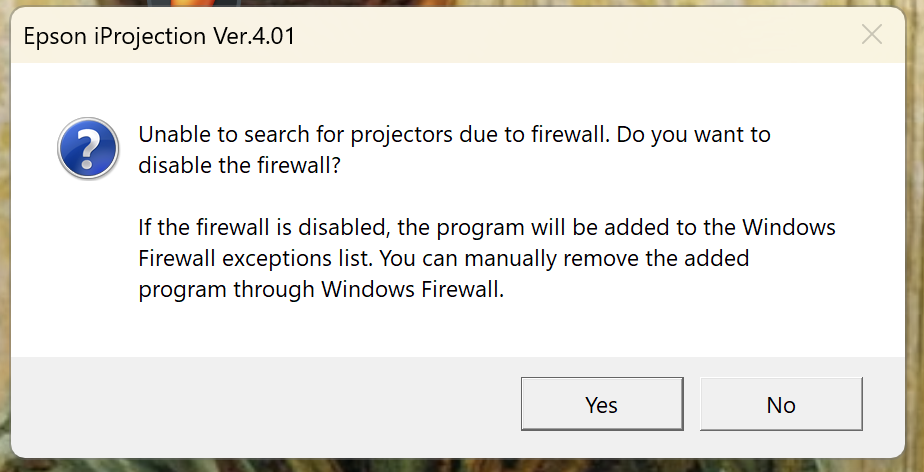 Epson iProjection Ver.4.01
Unable to search for projectors due to firewall. Do you want to
disable the firewall?
If the firewall is disabled, the program will be added to the Windows
Firewall exceptions list. You can manually remove the added
program through Windows Firewall.
Yes
No